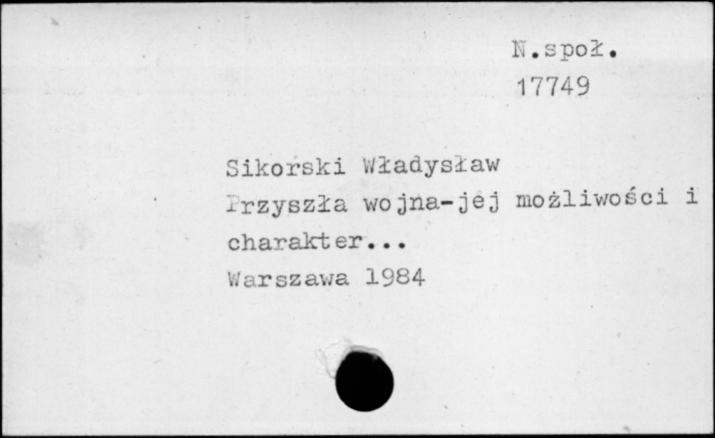 N.społ.
17749
Sikorski Władysław
Przyszła wojna-jej możliwości i
charakter...
Warszawa 1984